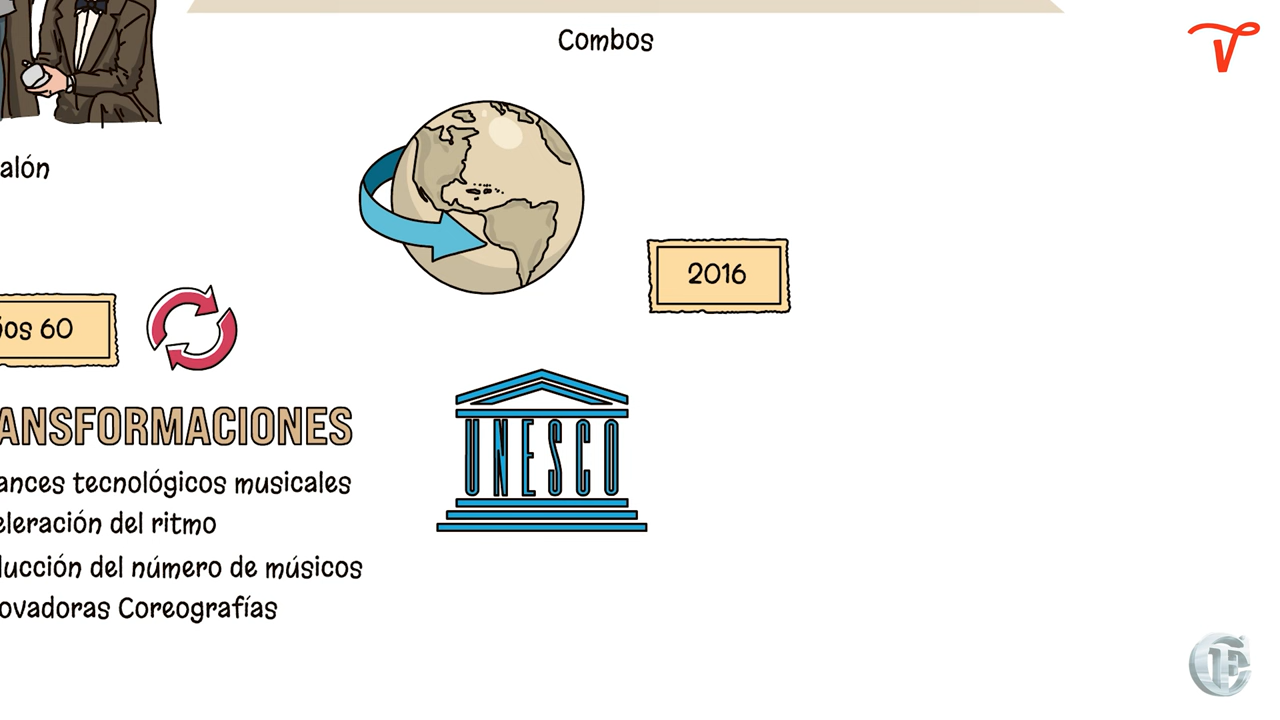 Combos
alón
2016
os 60
ANSFORMACIONES
UNESCO
ances tecnológicos musicales
eleración del ritmo
ducción del número de músicos
ovadoras Coreografías